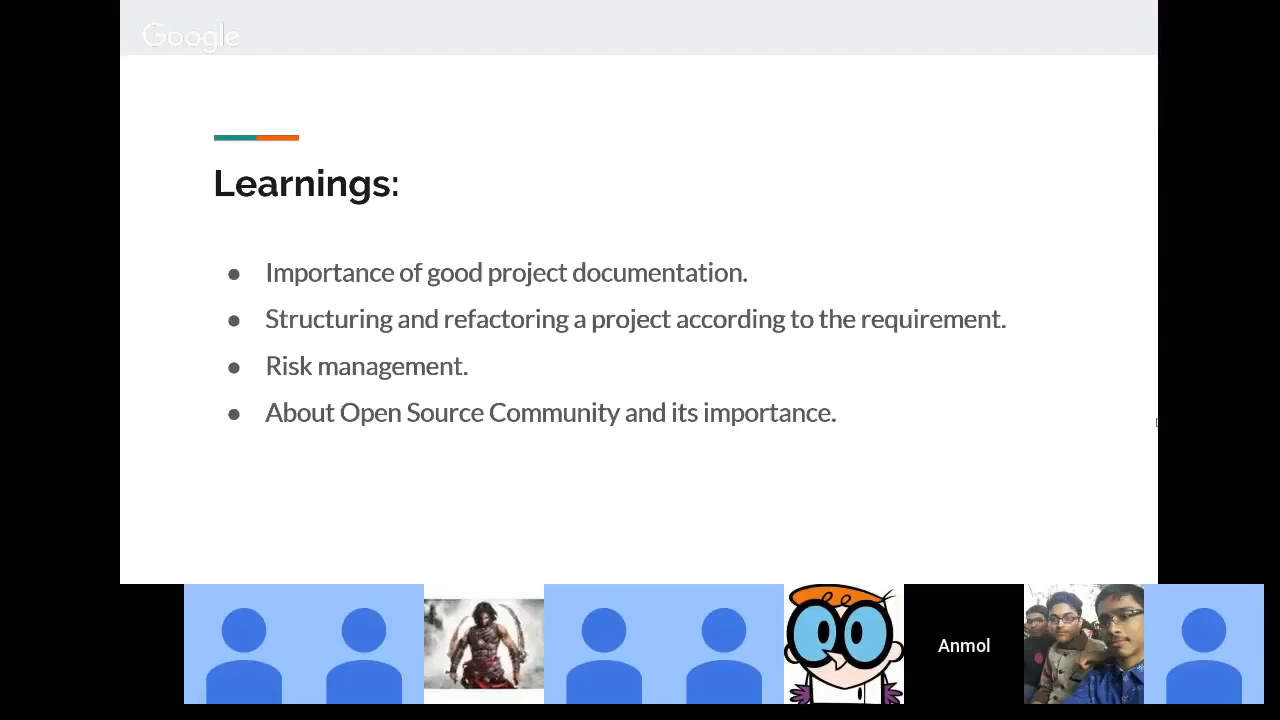 Google
Learnings:
● Importance of good project documentation.
● Structuring and refactoring a project according to the requirement.
● Risk management.
● About Open Source Community and its importance.
Anmol